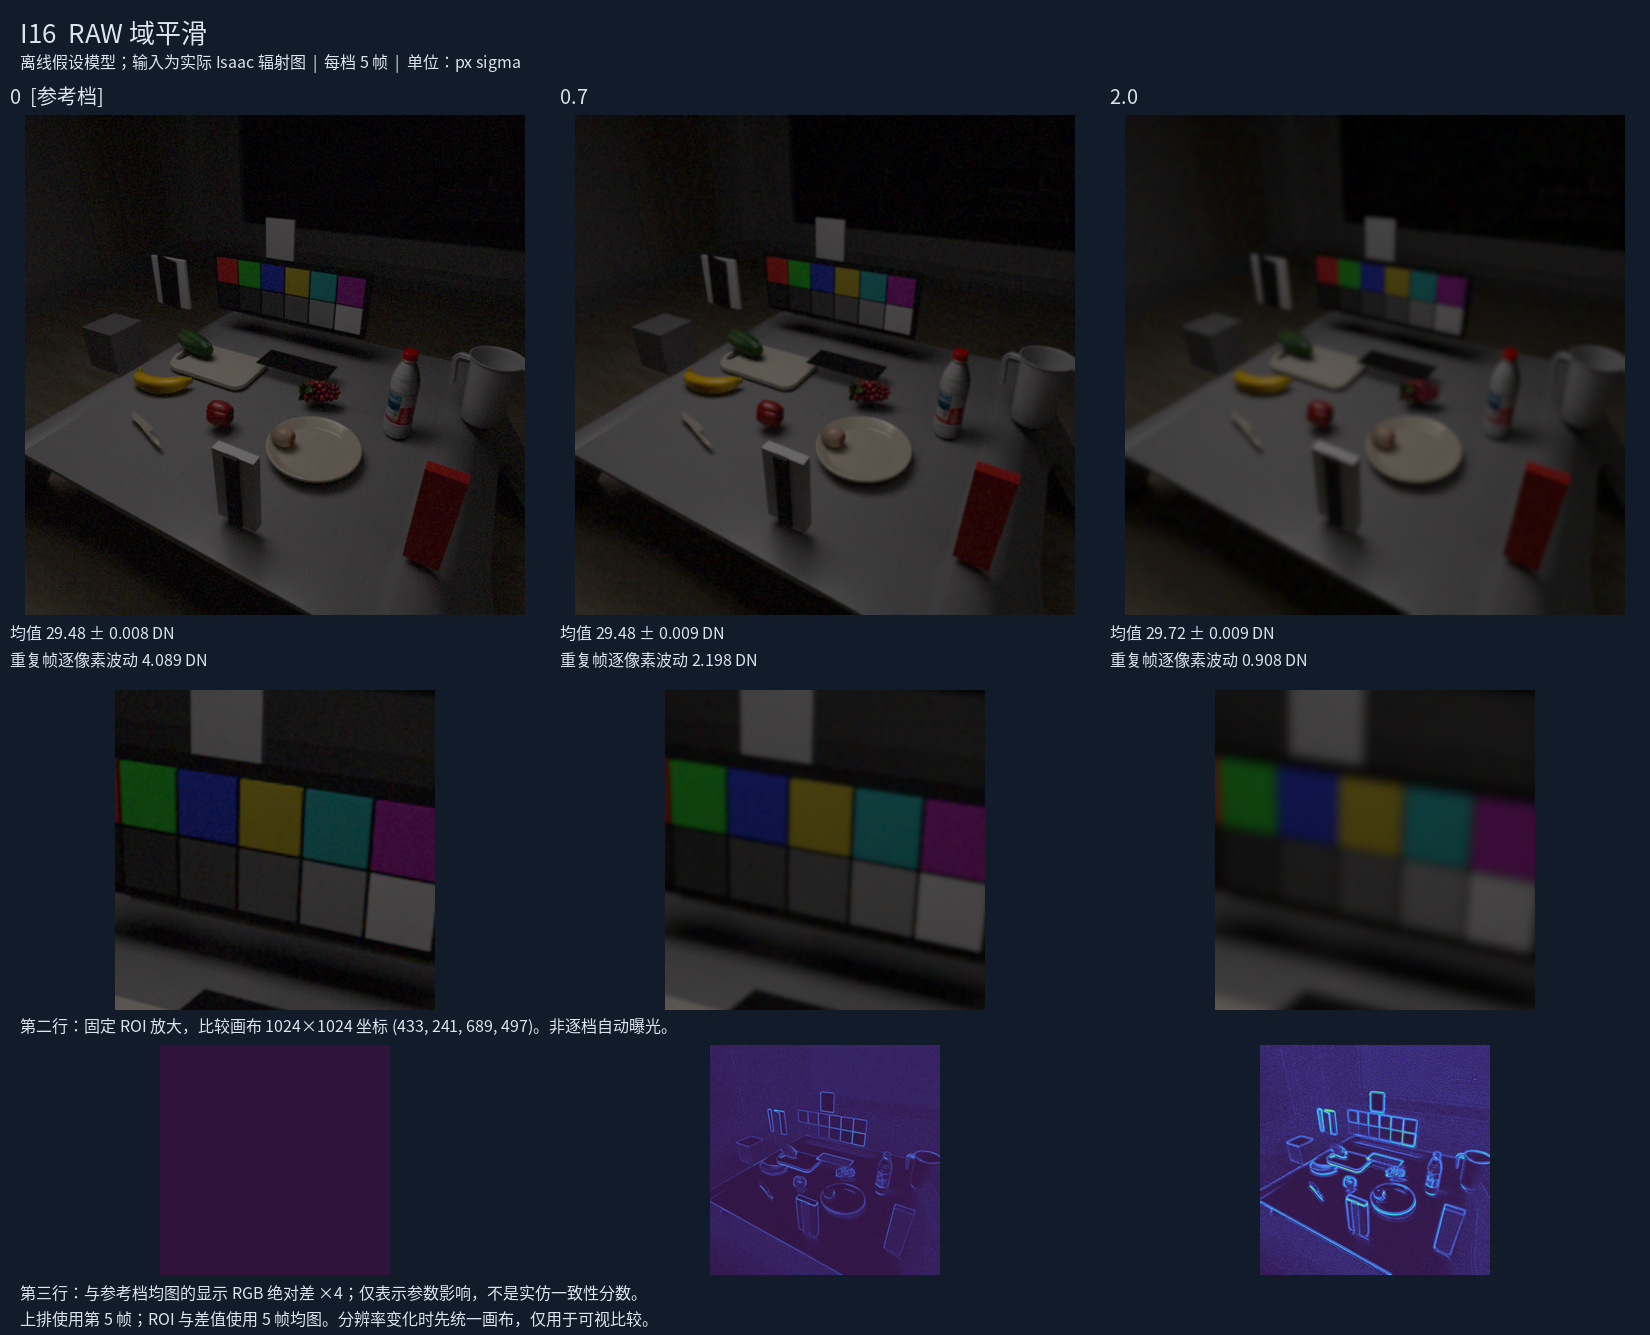 I16 RAW 域平滑
离线假设模型；输入为实际 Isaac 辐射图 | 每档 5 帧 | 单位：px sigma
0 [参考档]
0.7
2.0
均值 29.48 ± 0.008 DN
重复帧逐像素波动 4.089 DN
均值 29.48 ± 0.009 DN
重复帧逐像素波动 2.198 DN
均值 29.72 ± 0.009 DN
重复帧逐像素波动 0.908 DN
第二行：固定 ROI 放大，比较画布 1024×1024 坐标 (433, 241, 689, 497)。非逐档自动曝光。
第三行：与参考档均图的显示 RGB 绝对差 ×4；仅表示参数影响，不是实仿一致性分数。
上排使用第 5 帧；ROI 与差值使用 5 帧均图。分辨率变化时先统一画布，仅用于可视比较。